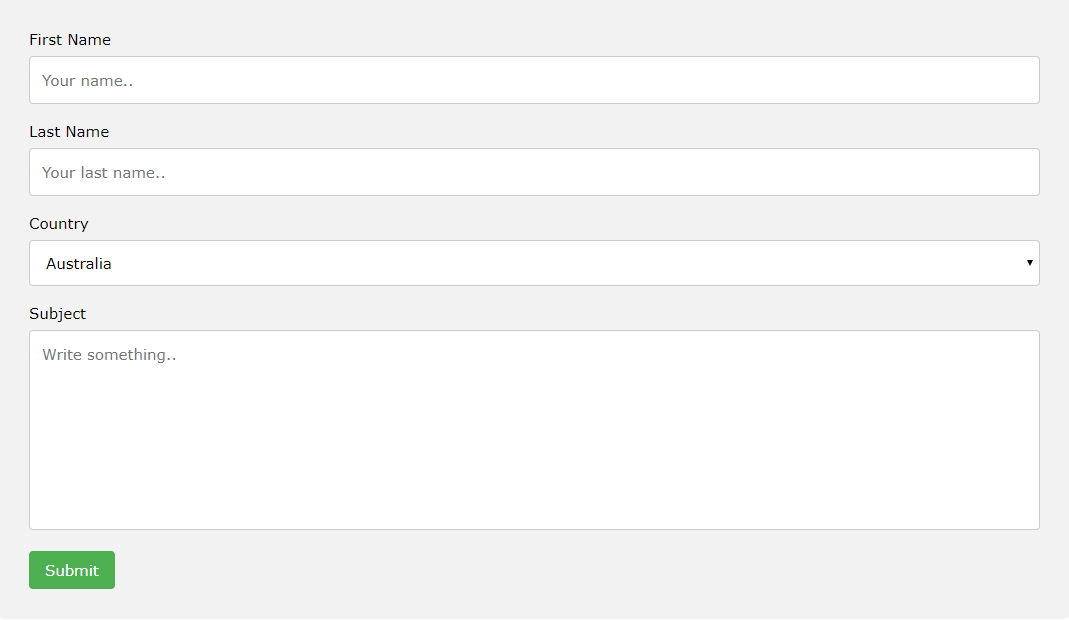 First Name
Your name..
Last Name
Your last name..
Country
Australia
Subject
Write something..
Submit